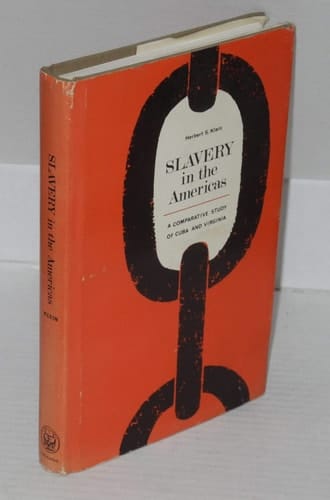 Herbert S. Klein
SLAVERY
in the
Americas
A COMPARATIVE STUDY
OF CUBA AND VIRGINIA
SLAVERY in the Americas
KLEIN